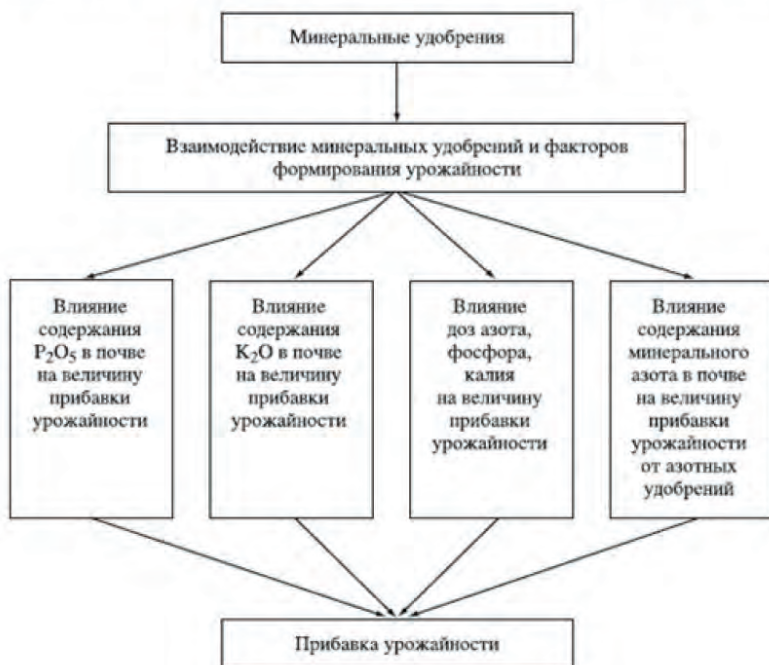 Минеральные удобрения
Взаимодействие минеральных удобрений и факторов
формирования урожайности
Влияние
содержания
P₂O₅ в почве
на величину
прибавки
урожайности
Влияние
содержания
K₂O в почве
на величину
прибавки
урожайности
Влияние
доз азота,
фосфора,
калия
на величину
прибавки
урожайности
Влияние
содержания
минерального
азота в почве
на величину
прибавки
урожайности
от азотных
удобрений
Прибавка урожайности